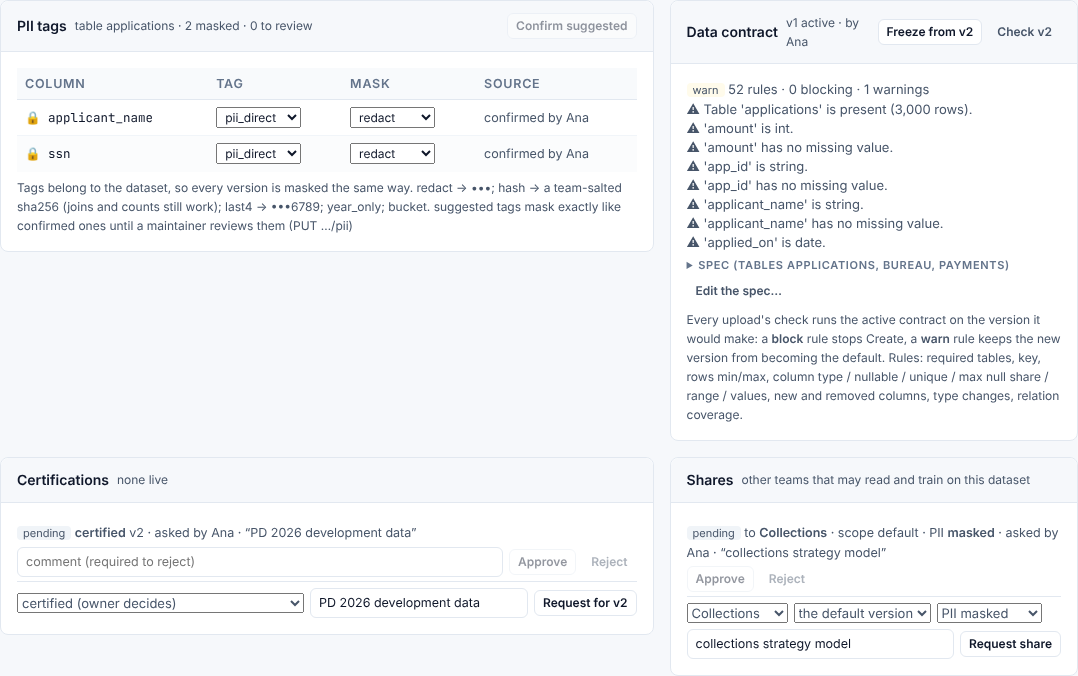 PII tags table applications · 2 masked · 0 to review Confirm suggested
COLUMN TAG MASK SOURCE
🔒 applicant_name pii_direct redact confirmed by Ana
🔒 ssn pii_direct redact confirmed by Ana
Tags belong to the dataset, so every version is masked the same way. redact → •••; hash → a team-salted
sha256 (joins and counts still work); last4 → •••6789; year_only; bucket. suggested tags mask exactly like
confirmed ones until a maintainer reviews them (PUT …/pii)
Data contract v1 active · by
Ana
Freeze from v2 Check v2
warn 52 rules · 0 blocking · 1 warnings
⚠ Table 'applications' is present (3,000 rows).
⚠ 'amount' is int.
⚠ 'amount' has no missing value.
⚠ 'app_id' is string.
⚠ 'app_id' has no missing value.
⚠ 'applicant_name' is string.
⚠ 'applicant_name' has no missing value.
⚠ 'applied_on' is date.
▸ SPEC (TABLES APPLICATIONS, BUREAU, PAYMENTS)
Edit the spec…
Every upload's check runs the active contract on the version it
would make: a block rule stops Create, a warn rule keeps the new
version from becoming the default. Rules: required tables, key,
rows min/max, column type / nullable / unique / max null share /
range / values, new and removed columns, type changes, relation
coverage.
Certifications none live
pending certified v2 · asked by Ana · “PD 2026 development data”
comment (required to reject) Approve Reject
certified (owner decides) PD 2026 development data Request for v2
Shares other teams that may read and train on this dataset
pending to Collections · scope default · PII masked · asked by
Ana · “collections strategy model”
Approve Reject
Collections the default version PII masked
collections strategy model Request share